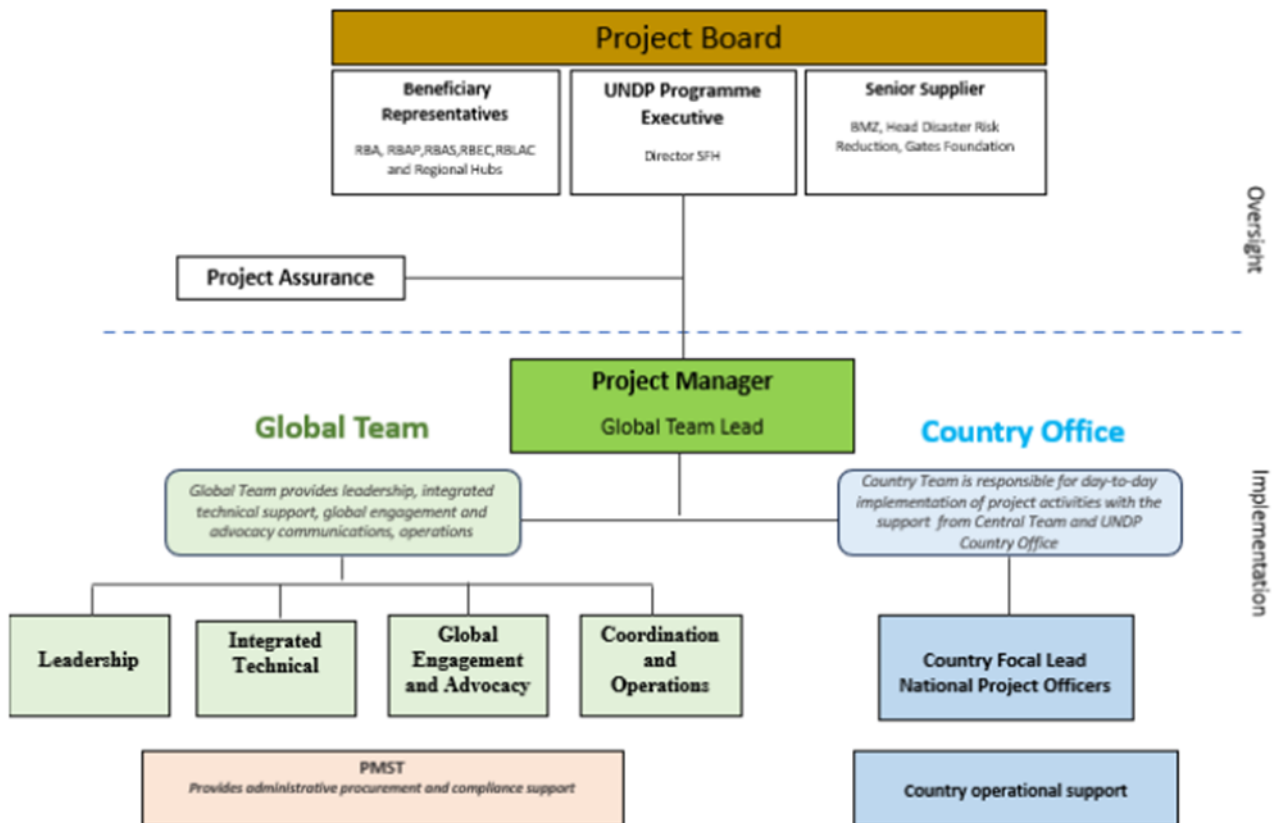 Project Board
Beneficiary
Representatives
RBA, RBAP,RBAS,RBEC,RBLAC
and Regional Hubs
UNDP Programme
Executive
Director SFH
Senior Supplier
BMZ, Head Disaster Risk
Reduction, Gates Foundation
Oversight
Project Assurance
Project Manager
Global Team Lead
Global Team
Country Office
Global Team provides leadership, integrated
technical support, global engagement and
advocacy communications, operations
Country Team is responsible for day-to-day
implementation of project activities with the
support from Central Team and UNDP
Country Office
Implementation
Leadership
Integrated
Technical
Global
Engagement
and Advocacy
Coordination
and
Operations
Country Focal Lead
National Project Officers
PMST
Provides administrative procurement and compliance support
Country operational support